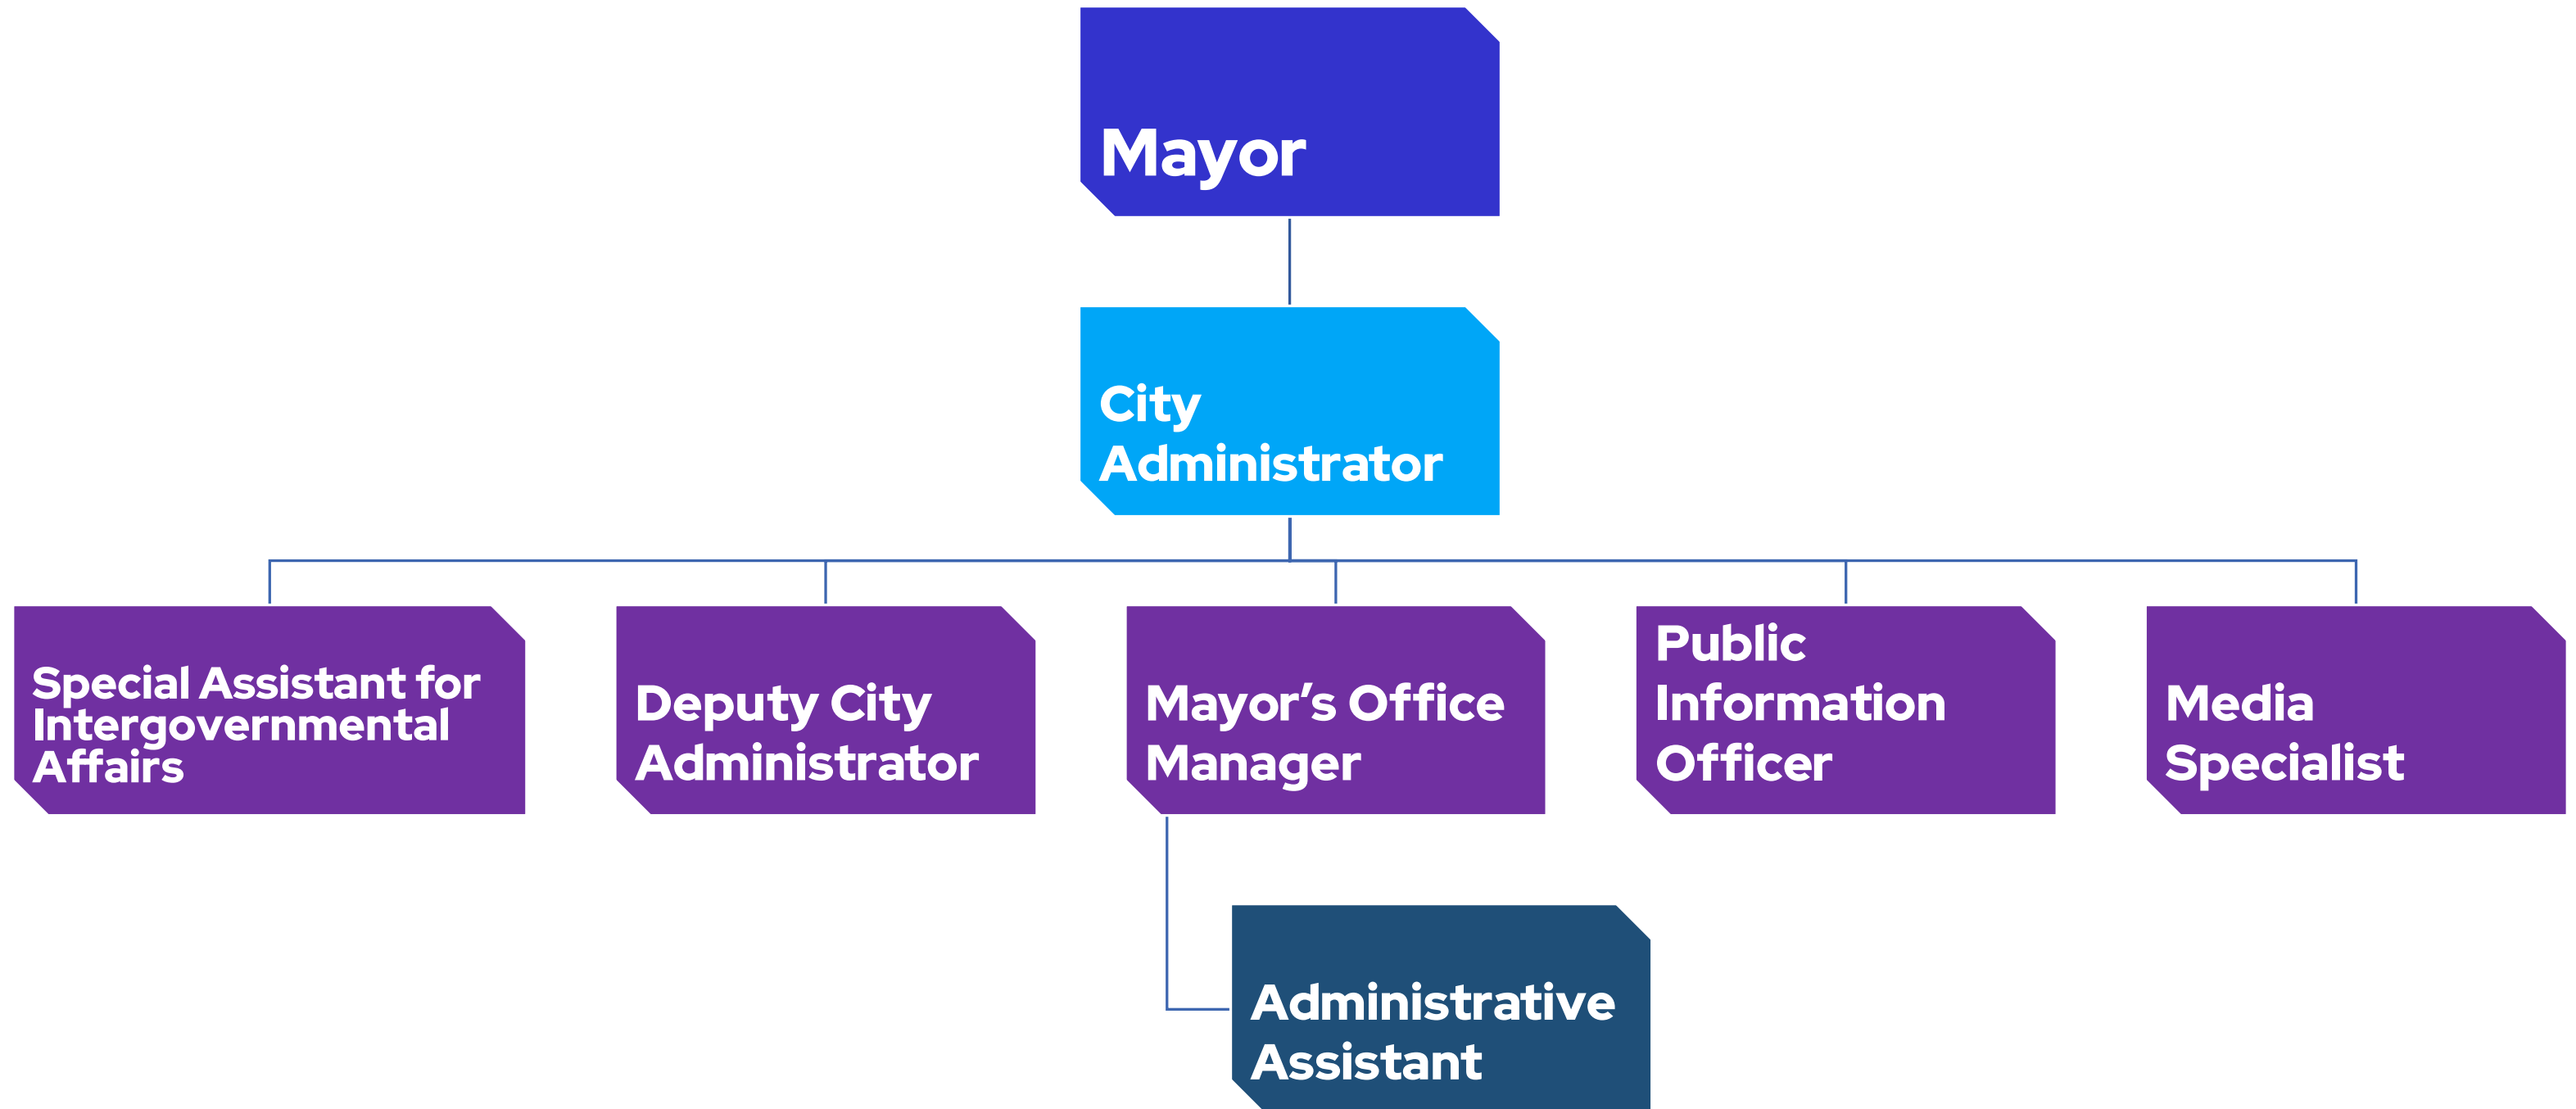 Mayor
City
Administrator
Special Assistant for
Intergovernmental
Affairs
Deputy City
Administrator
Mayor’s Office
Manager
Public
Information
Officer
Media
Specialist
Administrative
Assistant